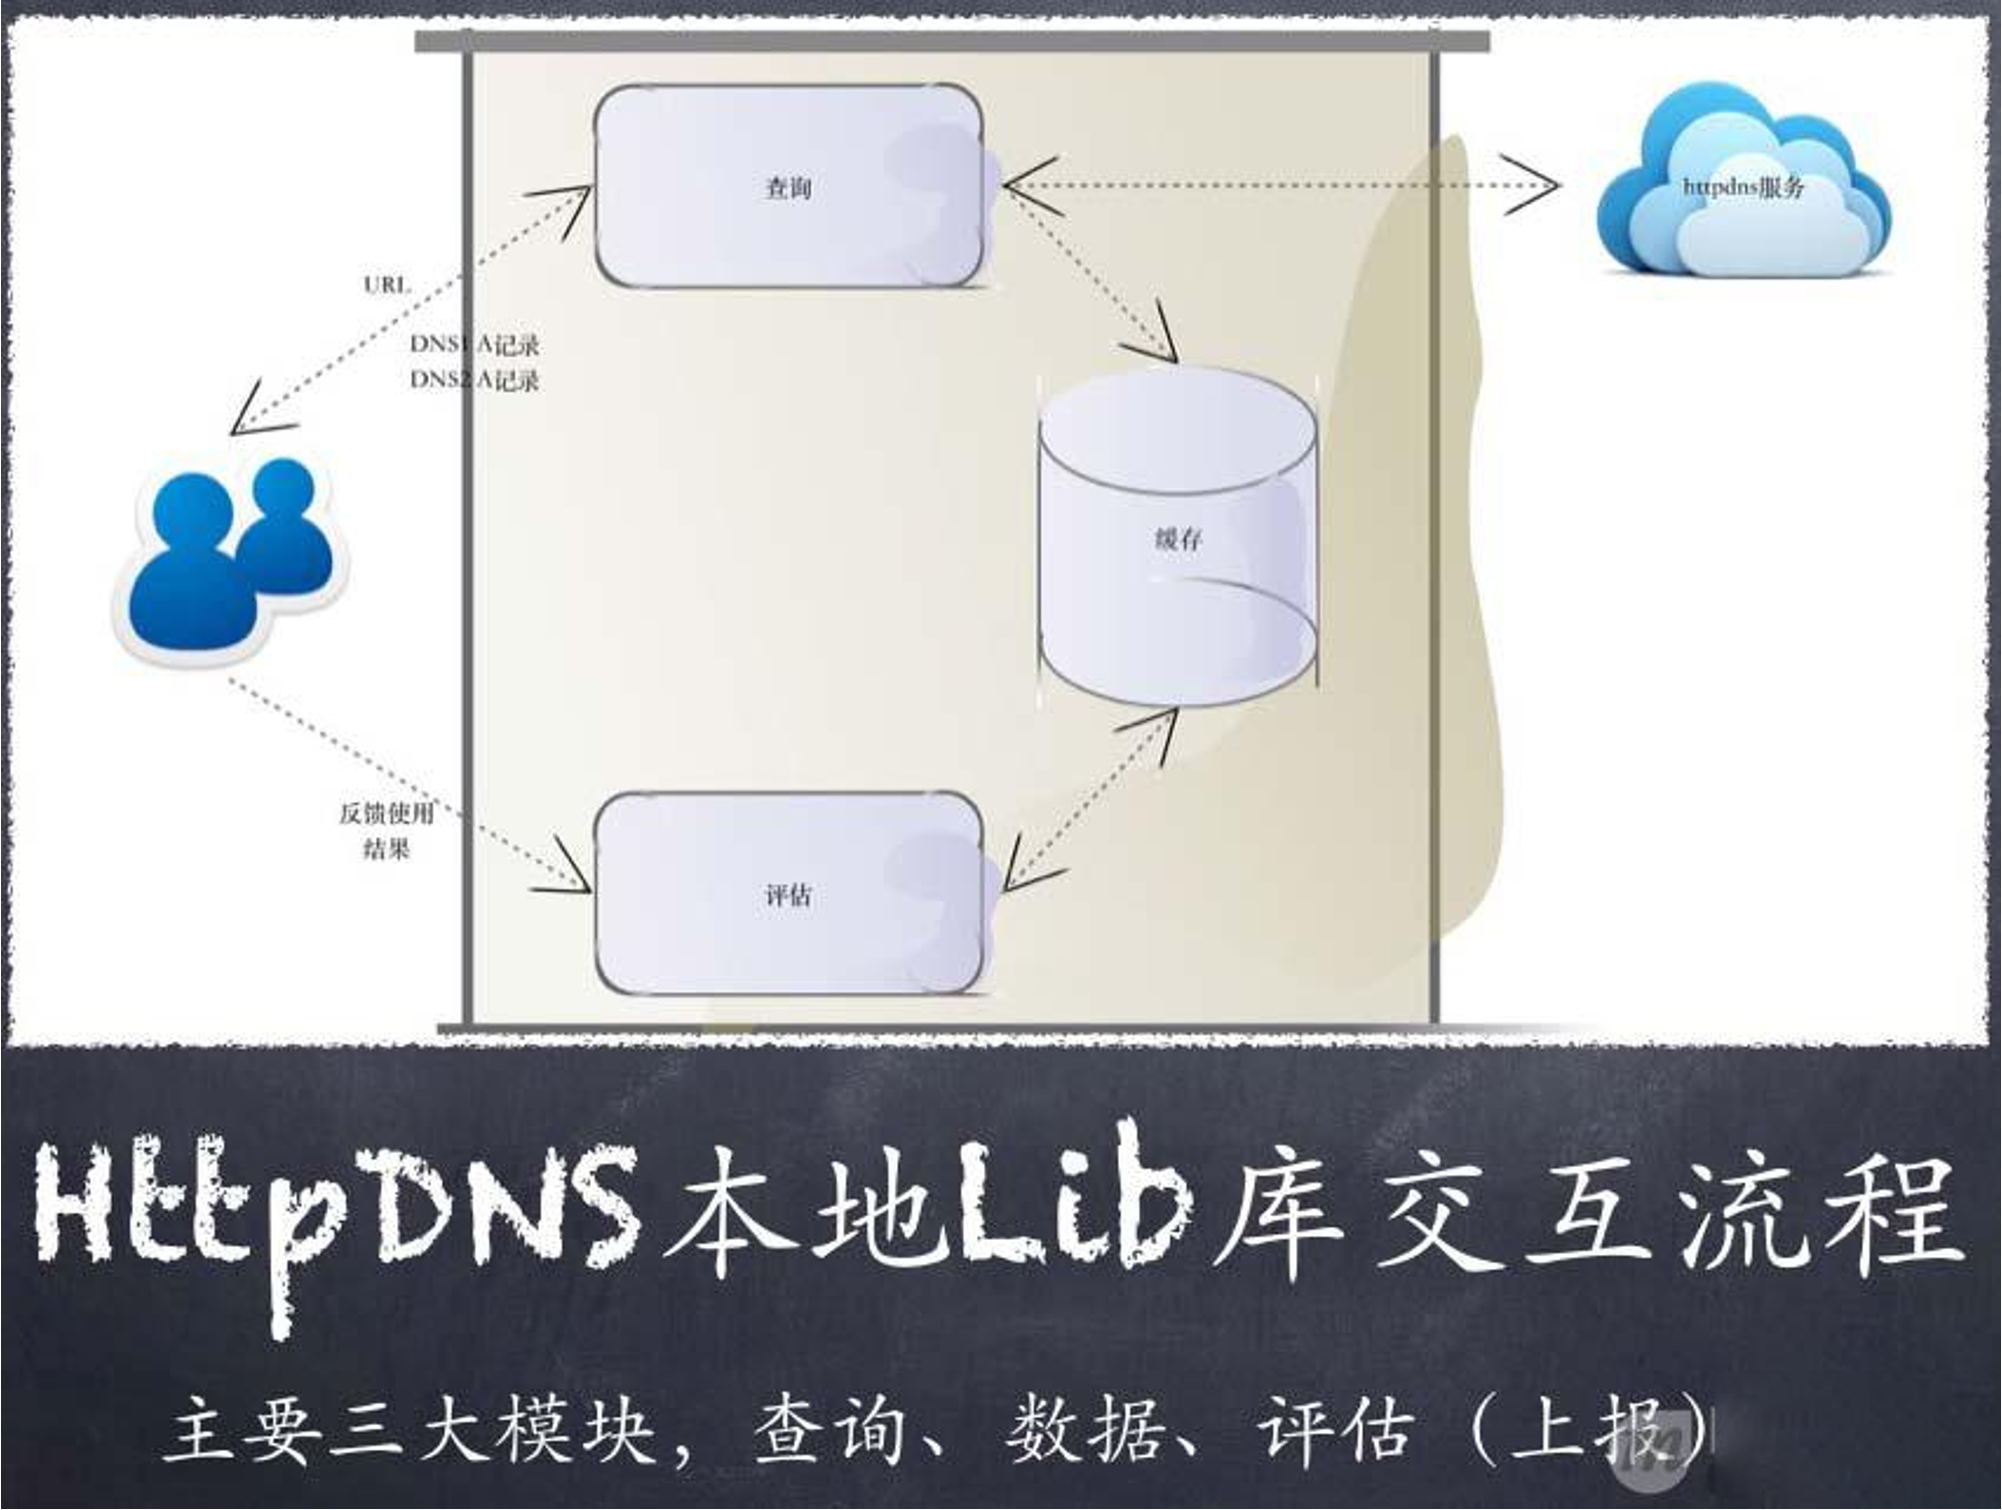 查询
httpdns服务
URL
DNS1 A记录
DNS2 A记录
缓存
反馈使用
结果
评估
HttpDNS本地Lib库交互流程
主要三大模块，查询、数据、评估（上报）